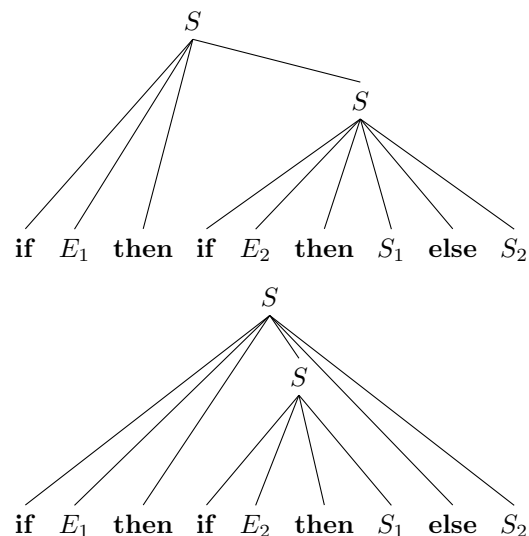 S
S
if E₁ then if E₂ then S₁ else S₂
S
S
if E₁ then if E₂ then S₁ else S₂